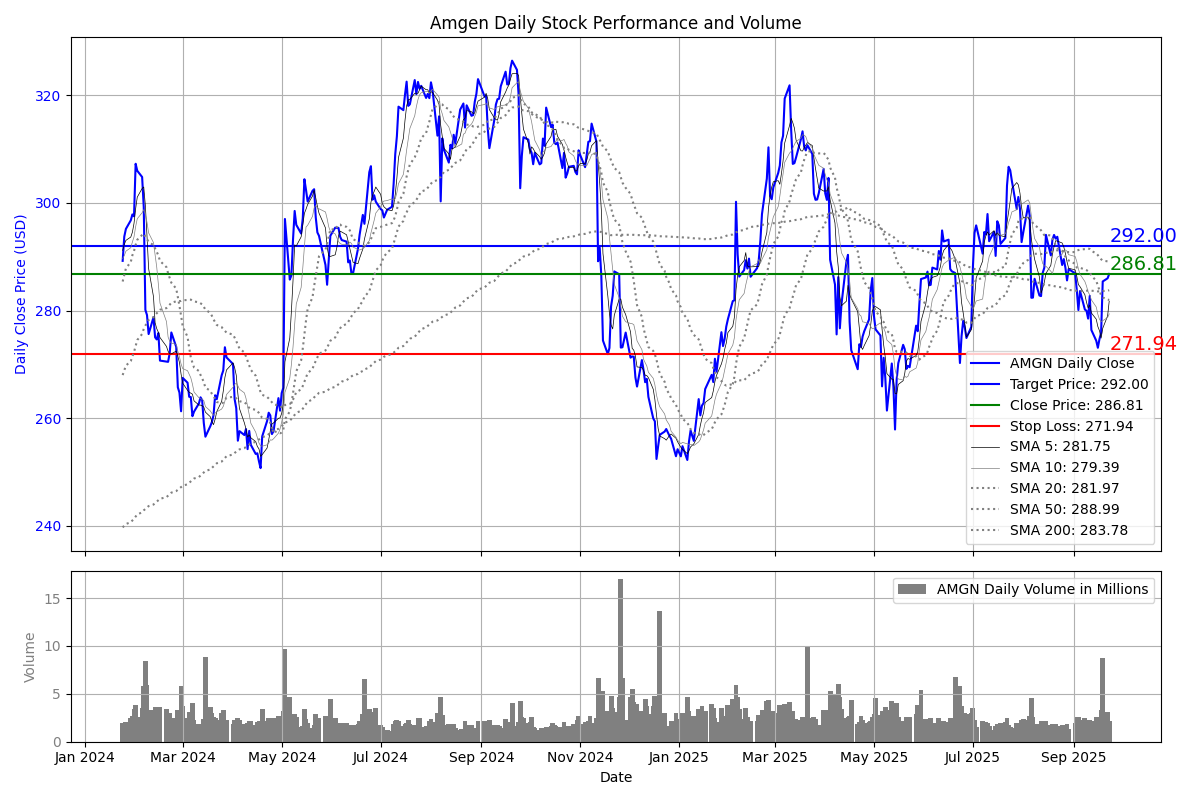 Amgen Daily Stock Performance and Volume
Daily Close Price (USD)
320
300
280
260
240
292.00
286.81
271.94
AMGN Daily Close
Target Price: 292.00
Close Price: 286.81
Stop Loss: 271.94
SMA 5: 281.75
SMA 10: 279.39
SMA 20: 281.97
SMA 50: 288.99
SMA 200: 283.78
Volume
15
10
5
0
AMGN Daily Volume in Millions
Jan 2024 Mar 2024 May 2024 Jul 2024 Sep 2024 Nov 2024 Jan 2025 Mar 2025 May 2025 Jul 2025 Sep 2025
Date